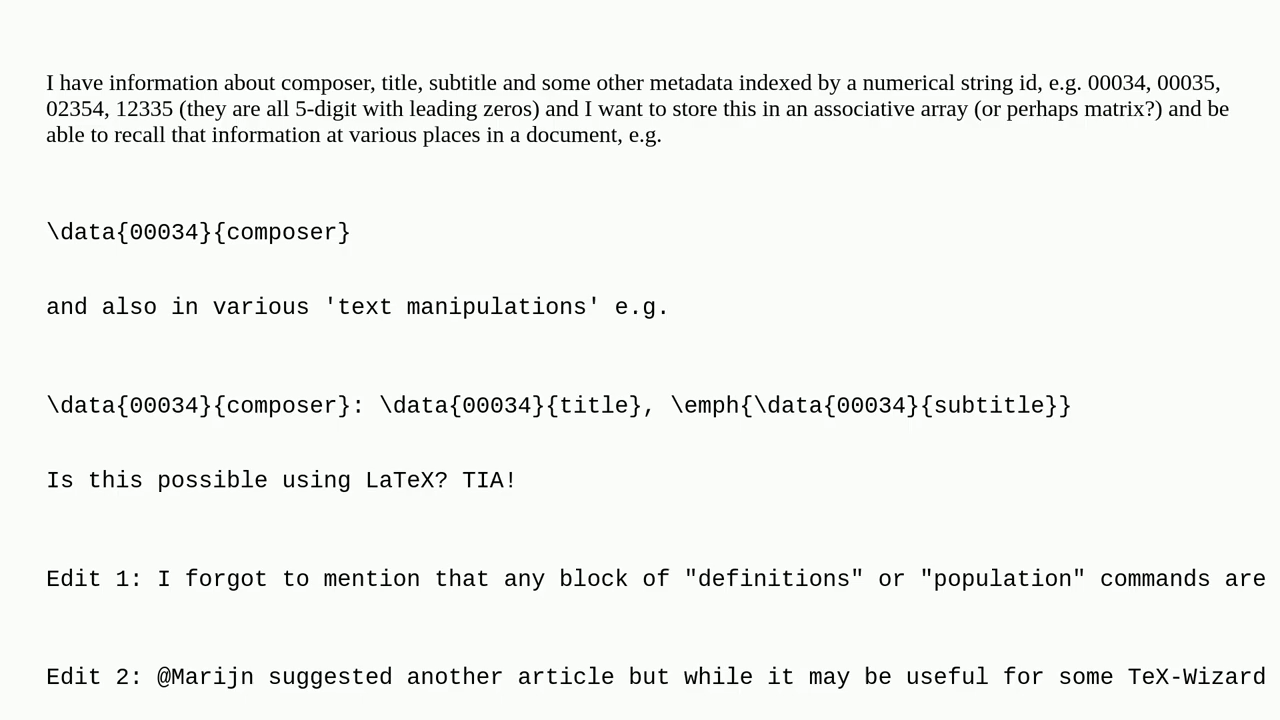 I have information about composer, title, subtitle and some other metadata indexed by a numerical string id, e.g. 00034, 00035,
02354, 12335 (they are all 5-digit with leading zeros) and I want to store this in an associative array (or perhaps matrix?) and be
able to recall that information at various places in a document, e.g.
\data{00034}{composer}
and also in various 'text manipulations' e.g.
\data{00034}{composer}: \data{00034}{title}, \emph{\data{00034}{subtitle}}
Is this possible using LaTeX? TIA!
Edit 1: I forgot to mention that any block of "definitions" or "population" commands are
Edit 2: @Marijn suggested another article but while it may be useful for some TeX-Wizard